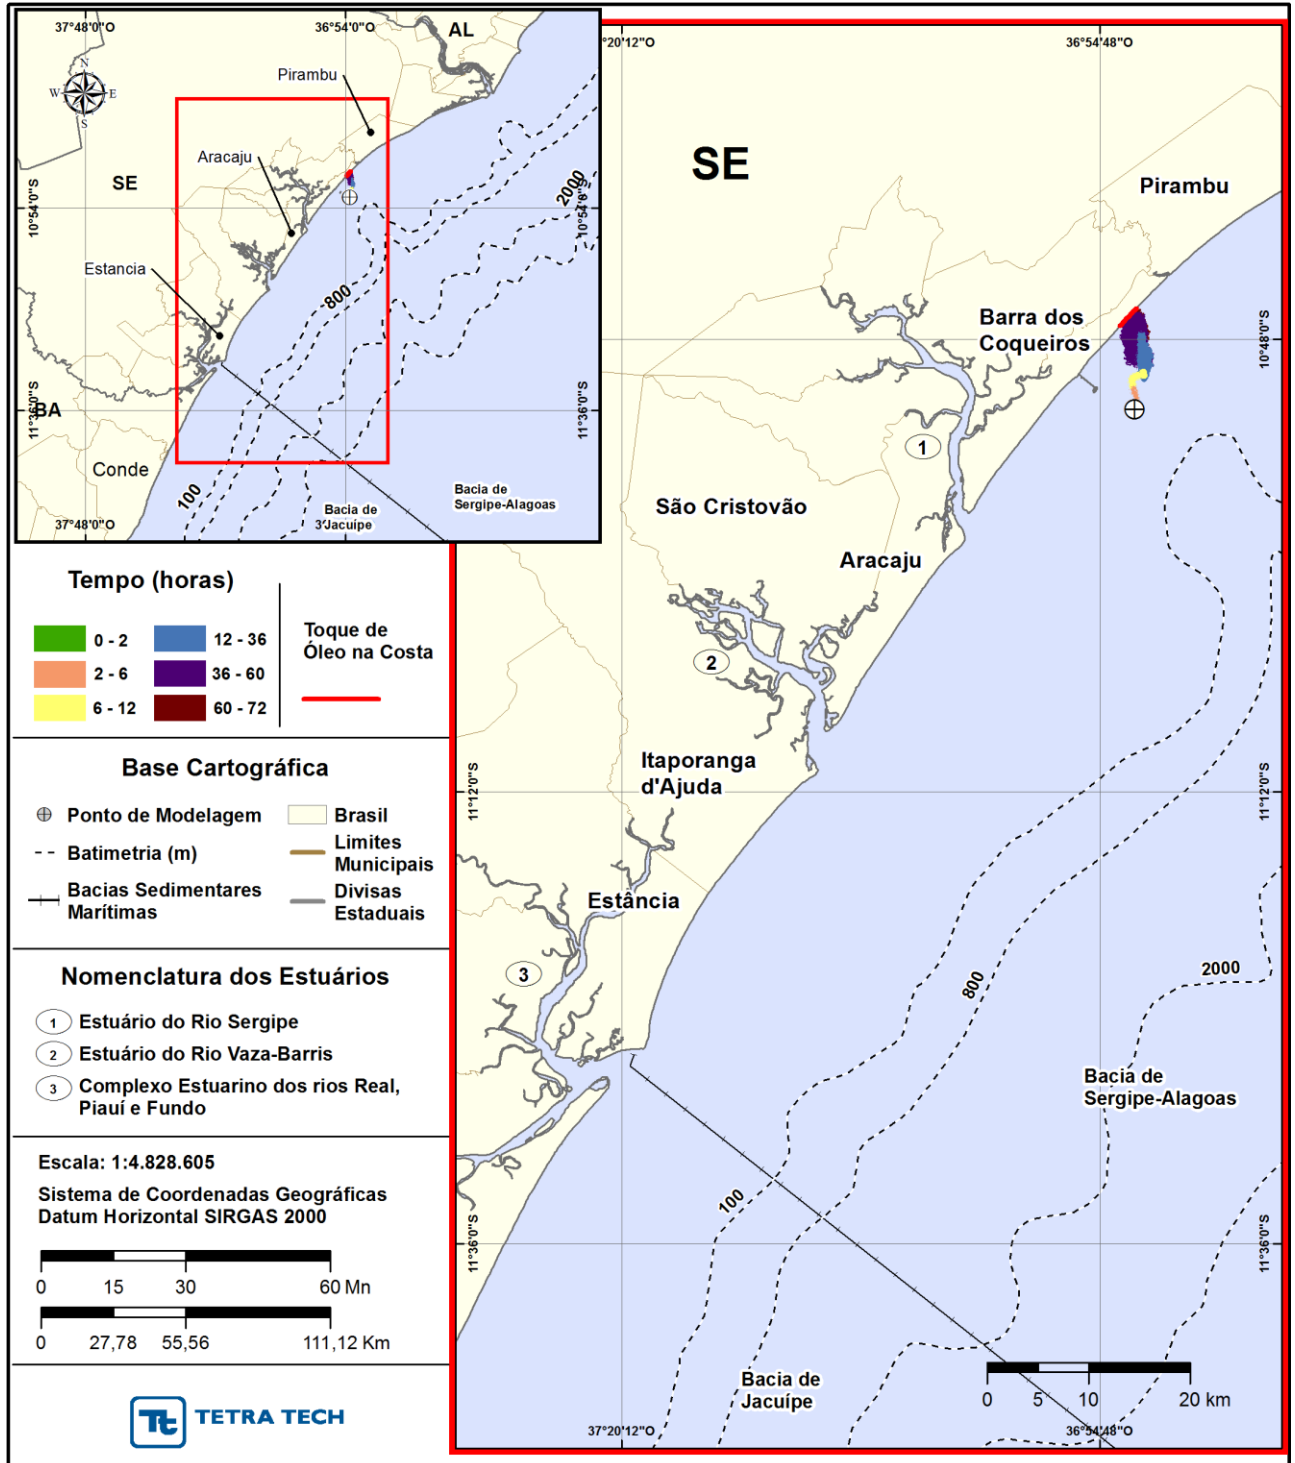 37°48'0"O
36°54'0"O
AL
N
W
E
S
Pirambu
Aracaju
SE
Estancia
BA
Conde
10°54'0"S
10°54'0"S
11°36'0"S
11°36'0"S
2000
800
100
Bacia de
Sergipe-Alagoas
Bacia de
Jacuípe
37°48'0"O
°20'12"O
36°54'48"O
SE
Pirambu
Barra dos
Coqueiros
10°48'0"S
10°48'0"S
1
São Cristovão
Aracaju
2
Itaporanga
d'Ajuda
11°12'0"S
11°12'0"S
Estância
3
2000
800
100
Bacia de
Sergipe-Alagoas
11°36'0"S
11°36'0"S
Bacia de
Jacuípe
0 5 10 20 km
37°20'12"O
36°54'48"O
Tempo (horas)
0 - 2
2 - 6
6 - 12
12 - 36
36 - 60
60 - 72
Toque de
Óleo na Costa
Base Cartográfica
Ponto de Modelagem
Batimetria (m)
Bacias Sedimentares
Marítimas
Brasil
Limites
Municipais
Divisas
Estaduais
Nomenclatura dos Estuários
1 Estuário do Rio Sergipe
2 Estuário do Rio Vaza-Barris
3 Complexo Estuarino dos rios Real,
Piauí e Fundo
Escala: 1:4.828.605
Sistema de Coordenadas Geográficas
Datum Horizontal SIRGAS 2000
0 15 30 60 Mn
0 27,78 55,56 111,12 Km
Tt TETRA TECH